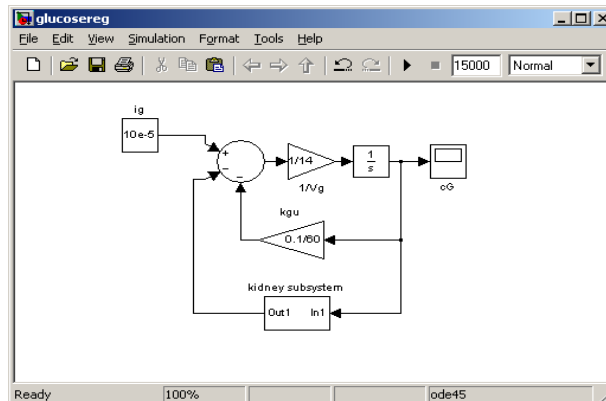 glucosereg
File Edit View Simulation Format Tools Help
15000 Normal
ig
10e-5
+
−
−
1/14
1/Vg
1
s
cG
kgu
0.1/60
kidney subsystem
Out1 In1
Ready 100% ode45